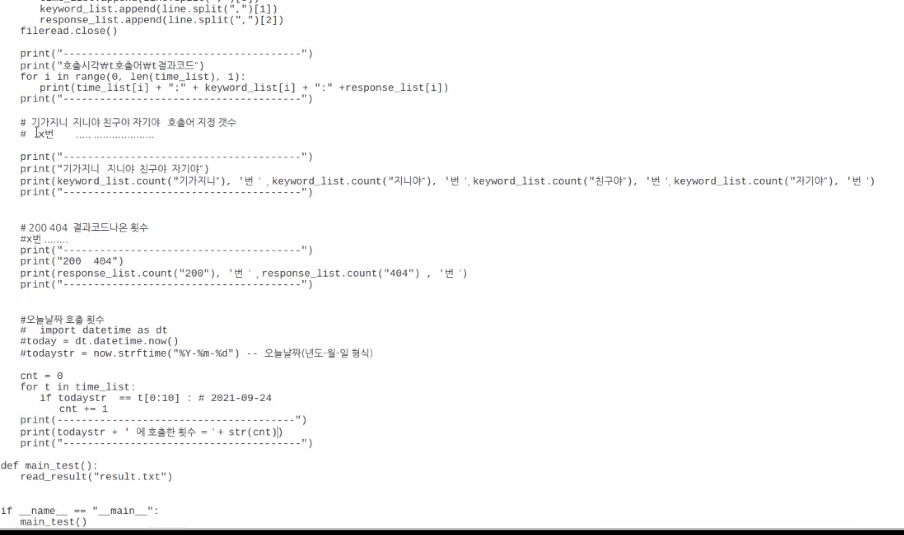 keyword_list.append(line.split(",")[1])
response_list.append(line.split(",")[2])
fileread.close()
print("---------------------------------------")
print("호출시각₩t호출어₩t결과코드")
for i in range(0, len(time_list), 1):
print(time_list[i] + ":" + keyword_list[i] + ":" +response_list[i])
print("---------------------------------------")
# 기가지니 지니야 친구야 자기야 호출어 지정 갯수
# x번 ..... .....................
print("---------------------------------------")
print("기가지니 지니야 친구야 자기야")
print(keyword_list.count("기가지니"), '번 ' ,keyword_list.count("지니야"), '번 ', keyword_list.count("친구야"), '번 ', keyword_list.count("자기야"), '번 ')
print("---------------------------------------")
# 200 404 결과코드나온 횟수
#x번 ........
print("---------------------------------------")
print("200 404")
print(response_list.count("200"), '번 ' ,response_list.count("404") , '번 ')
print("---------------------------------------")
#오늘날짜 호출 횟수
# import datetime as dt
#today = dt.datetime.now()
#todaystr = now.strftime("%Y-%m-%d") -- 오늘날짜(년도-월-일 형식)
cnt = 0
for t in time_list:
if todaystr == t[0:10] : # 2021-09-24
cnt += 1
print(---------------------------------------")
print(todaystr + ' 에 호출한 횟수 = '+ str(cnt))
print("---------------------------------------")
def main_test():
read_result("result.txt")
if __name__ == "__main__":
main_test()